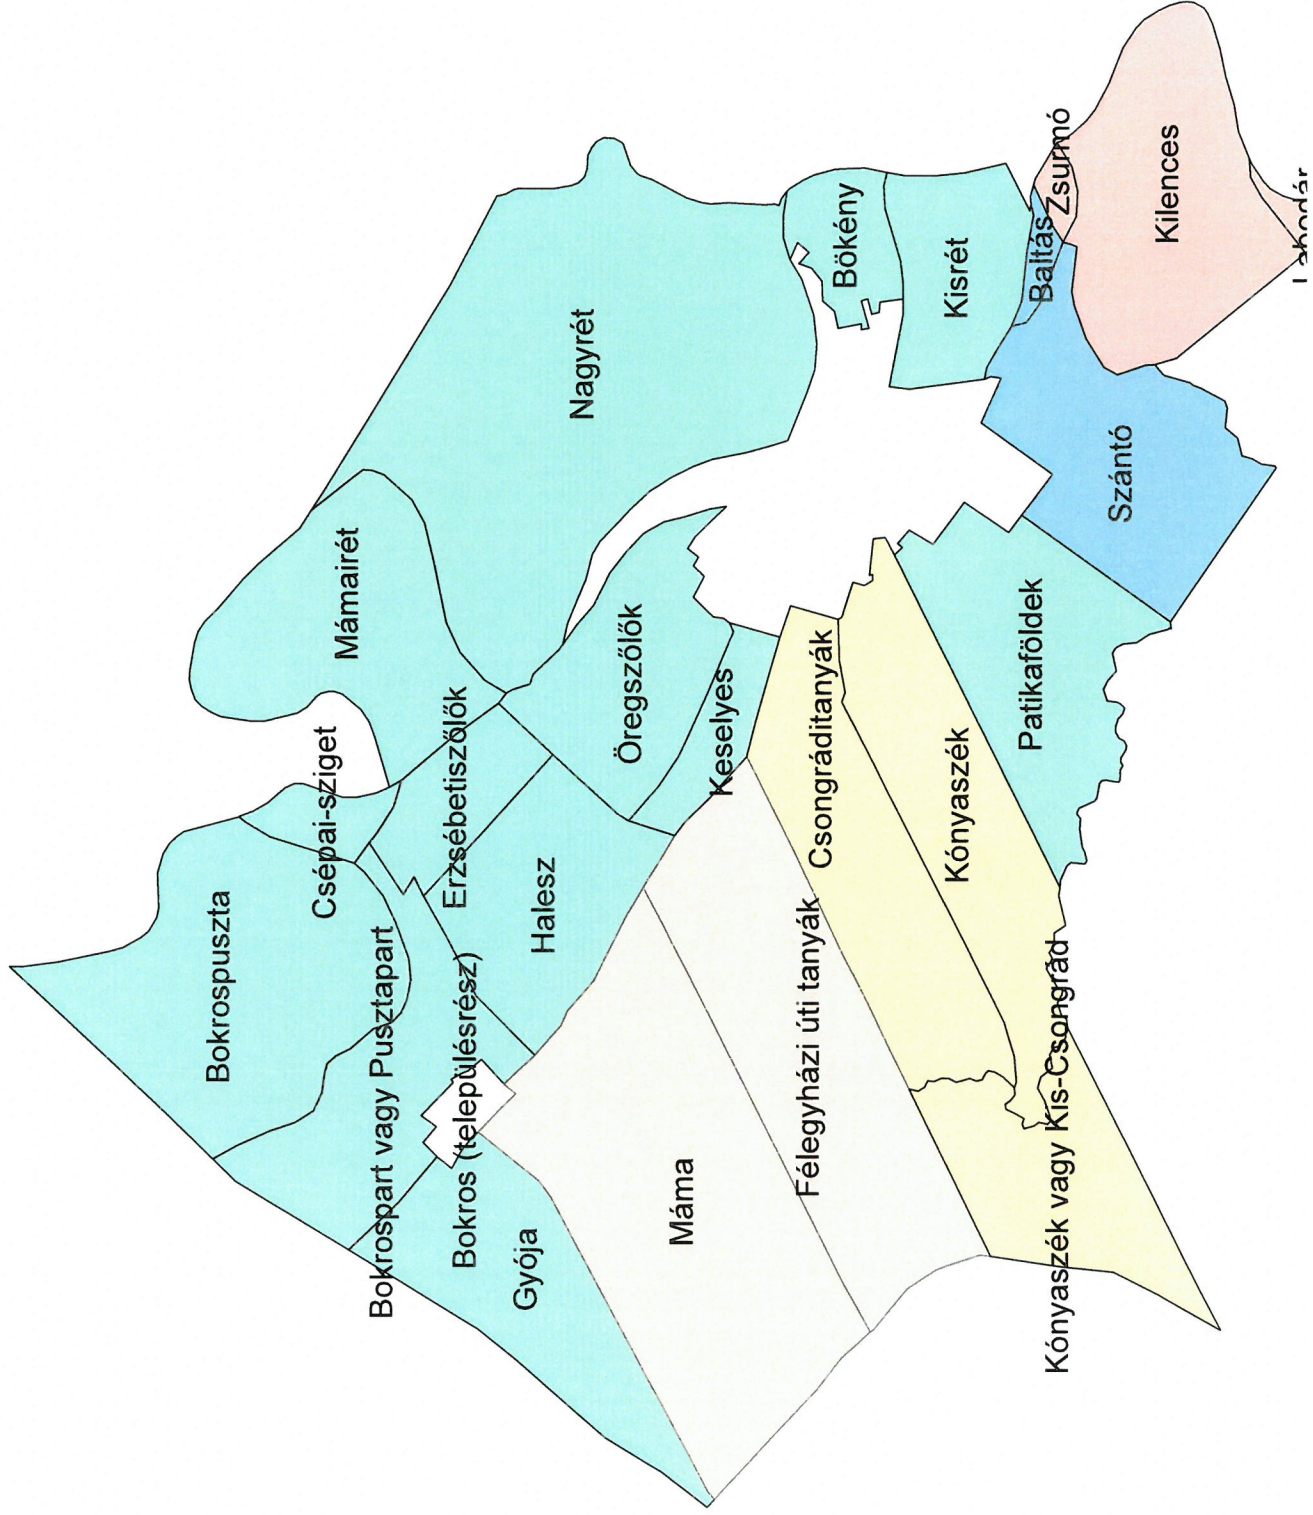 Bokrospuszta
Csépai-sziget
Mámairét
Bokrospart vagy Pusztapart
Erzsébetiszőlők
Bokros (településrész)
Gyója
Halesz
Nagyrét
Öregszőlők
Keselyes
Máma
Félegyházi úti tanyák
Csongráditanyák
Bökény
Kisrét
Kónyaszék
Patikaföldek
Kónyaszék vagy Kis-Csongrád
Baltás
Zsurmó
Szántó
Kilences